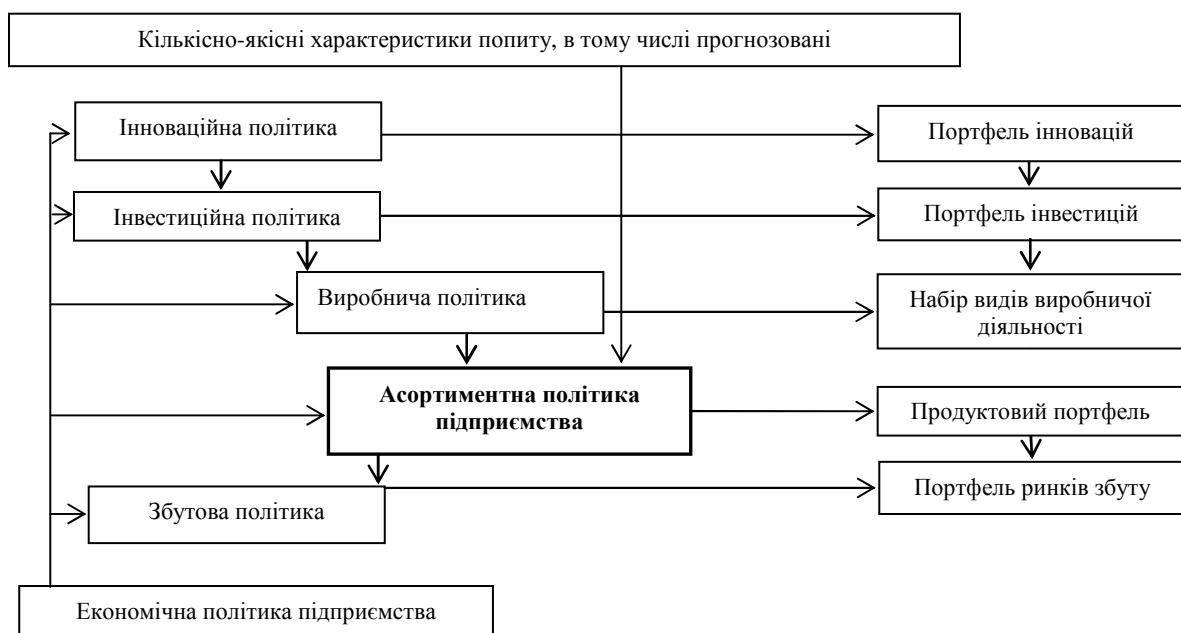 Кількісно-якісні характеристики попиту, в тому числі прогнозовані
Інноваційна політика
Портфель інновацій
Інвестиційна політика
Портфель інвестицій
Виробнича політика
Набір видів виробничої
діяльності
Асортиментна політика
підприємства
Продуктовий портфель
Збутова політика
Портфель ринків збуту
Економічна політика підприємства